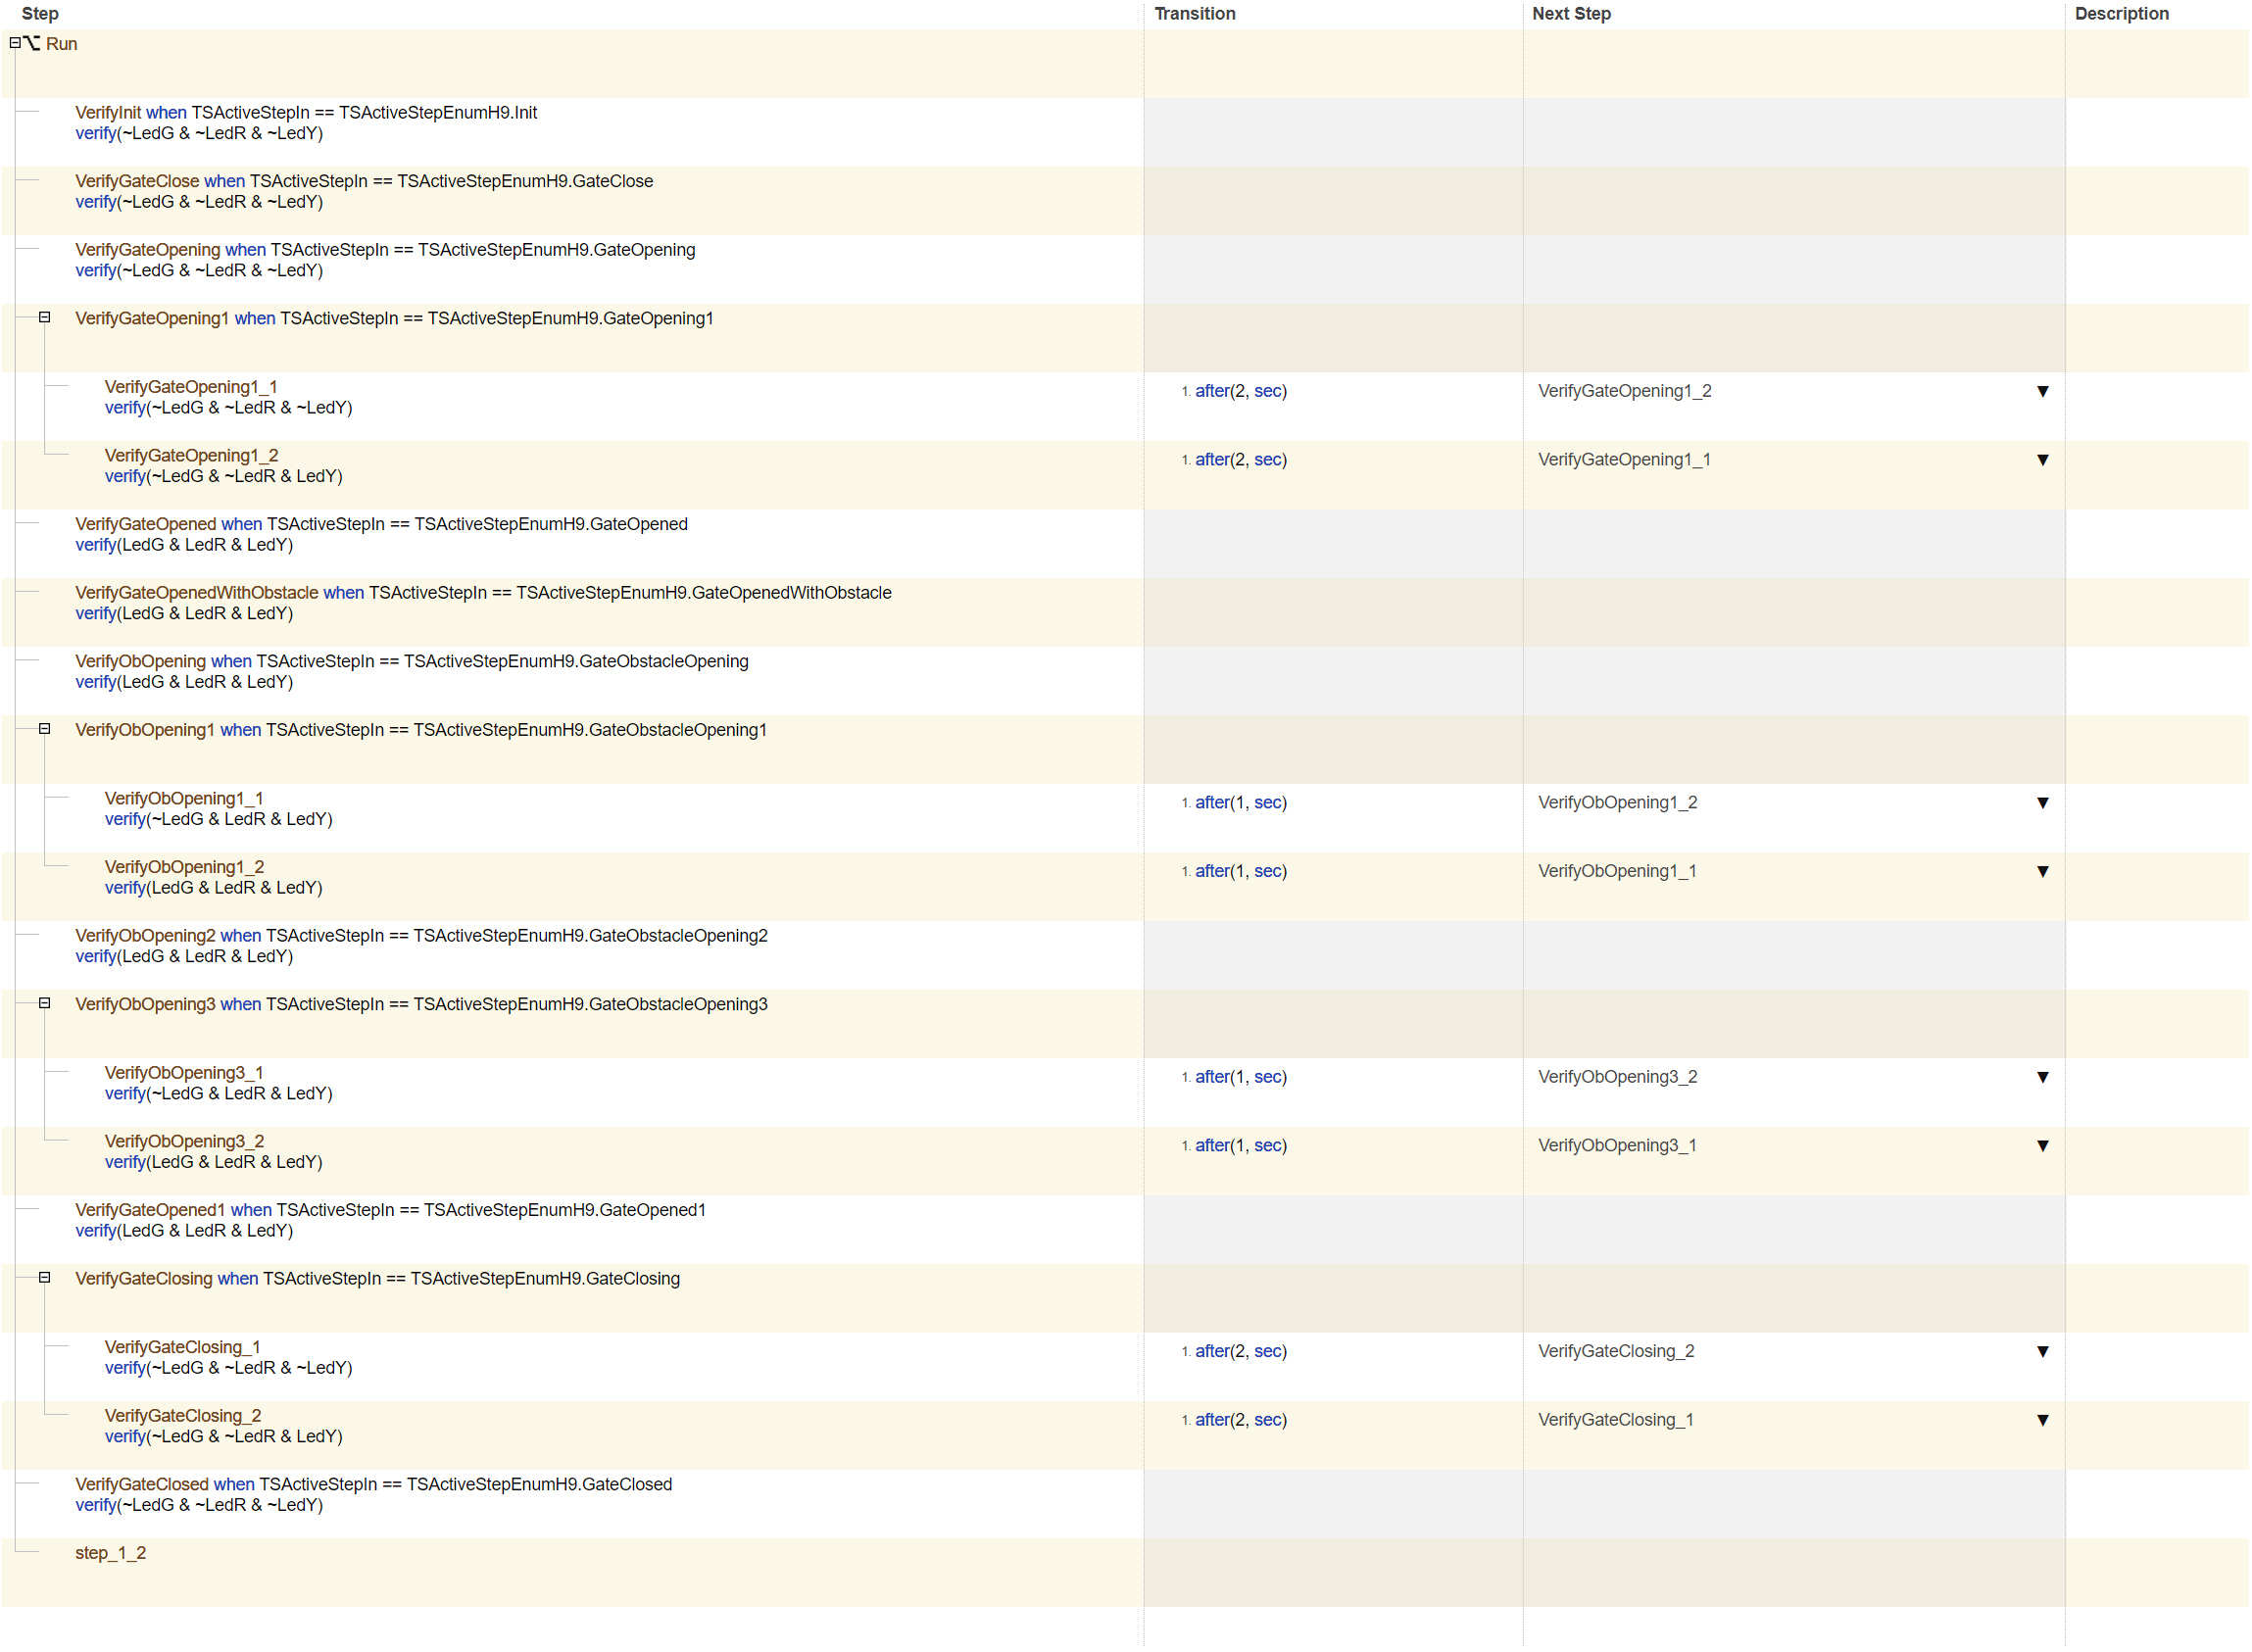 Step Transition Next Step Description
Run
VerifyInit when TSActiveStepIn == TSActiveStepEnumH9.Init
verify(~LedG & ~LedR & ~LedY)
VerifyGateClose when TSActiveStepIn == TSActiveStepEnumH9.GateClose
verify(~LedG & ~LedR & ~LedY)
VerifyGateOpening when TSActiveStepIn == TSActiveStepEnumH9.GateOpening
verify(~LedG & ~LedR & ~LedY)
VerifyGateOpening1 when TSActiveStepIn == TSActiveStepEnumH9.GateOpening1
VerifyGateOpening1_1 1. after(2, sec) VerifyGateOpening1_2 ▼
verify(~LedG & ~LedR & ~LedY)
VerifyGateOpening1_2 1. after(2, sec) VerifyGateOpening1_1 ▼
verify(~LedG & ~LedR & LedY)
VerifyGateOpened when TSActiveStepIn == TSActiveStepEnumH9.GateOpened
verify(LedG & LedR & LedY)
VerifyGateOpenedWithObstacle when TSActiveStepIn == TSActiveStepEnumH9.GateOpenedWithObstacle
verify(LedG & LedR & LedY)
VerifyObOpening when TSActiveStepIn == TSActiveStepEnumH9.GateObstacleOpening
verify(LedG & LedR & LedY)
VerifyObOpening1 when TSActiveStepIn == TSActiveStepEnumH9.GateObstacleOpening1
VerifyObOpening1_1 1. after(1, sec) VerifyObOpening1_2 ▼
verify(~LedG & LedR & LedY)
VerifyObOpening1_2 1. after(1, sec) VerifyObOpening1_1 ▼
verify(LedG & LedR & LedY)
VerifyObOpening2 when TSActiveStepIn == TSActiveStepEnumH9.GateObstacleOpening2
verify(LedG & LedR & LedY)
VerifyObOpening3 when TSActiveStepIn == TSActiveStepEnumH9.GateObstacleOpening3
VerifyObOpening3_1 1. after(1, sec) VerifyObOpening3_2 ▼
verify(~LedG & LedR & LedY)
VerifyObOpening3_2 1. after(1, sec) VerifyObOpening3_1 ▼
verify(LedG & LedR & LedY)
VerifyGateOpened1 when TSActiveStepIn == TSActiveStepEnumH9.GateOpened1
verify(LedG & LedR & LedY)
VerifyGateClosing when TSActiveStepIn == TSActiveStepEnumH9.GateClosing
VerifyGateClosing_1 1. after(2, sec) VerifyGateClosing_2 ▼
verify(~LedG & ~LedR & ~LedY)
VerifyGateClosing_2 1. after(2, sec) VerifyGateClosing_1 ▼
verify(~LedG & ~LedR & LedY)
VerifyGateClosed when TSActiveStepIn == TSActiveStepEnumH9.GateClosed
verify(~LedG & ~LedR & ~LedY)
step_1_2